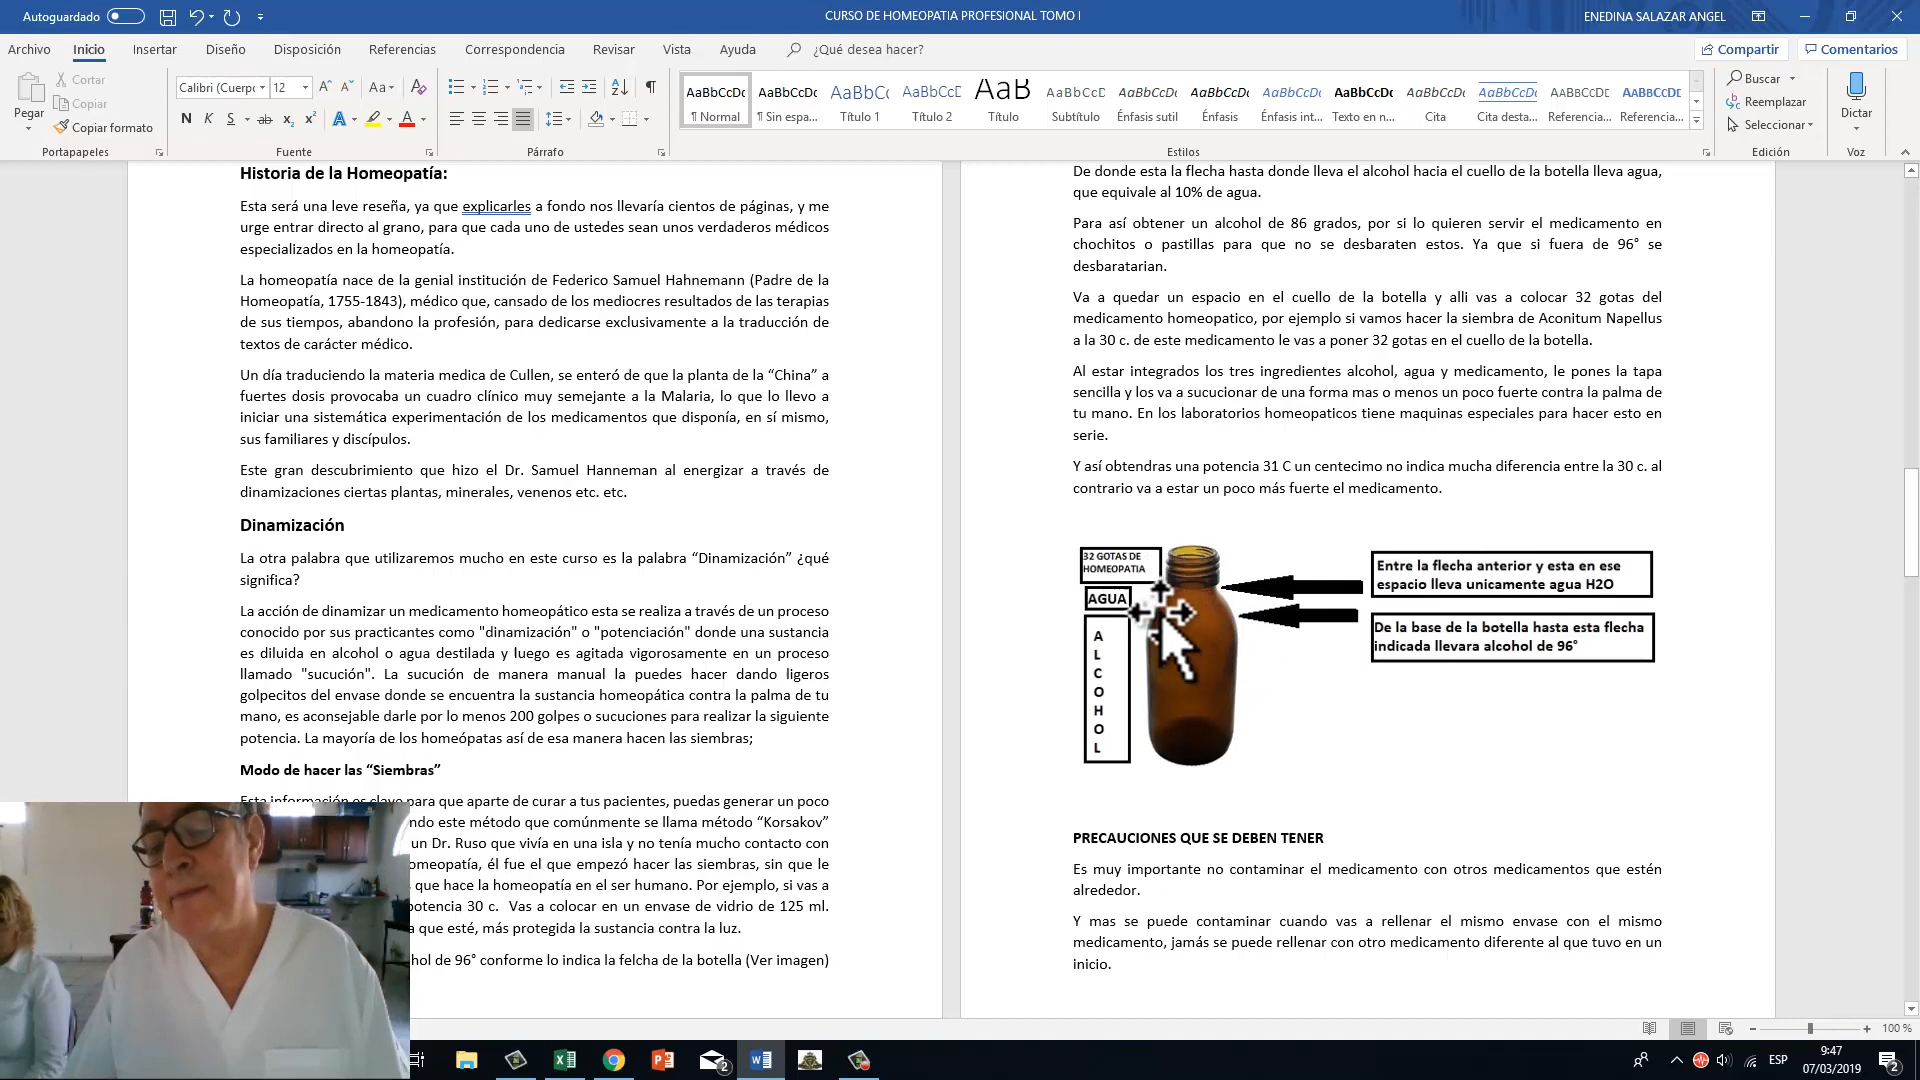 Autoguardado
CURSO DE HOMEOPATIA PROFESIONAL TOMO I
ENEDINA SALAZAR ANGEL
Archivo Inicio Insertar Diseño Disposición Referencias Correspondencia Revisar Vista Ayuda ¿Qué desea hacer?
Compartir Comentarios
Pegar
Cortar
Copiar
Copiar formato
Portapapeles
Calibri (Cuerpo 12
Aa
N K S ab x₂ x² A A
Fuente
Párrafo
AaBbCcDc AaBbCcDc AaBbCc AaBbCcD AaB AaBbCcD AaBbCcDc AaBbCcDc AaBbCcDc AaBbCcDc AaBbCcDc AaBbCcDc AABBCCDE AABBCCDE
¶ Normal ¶ Sin espa... Título 1 Título 2 Título Subtítulo Énfasis sutil Énfasis Énfasis int... Texto en n... Cita Cita desta... Referencia... Referencia...
Estilos
Buscar
Reemplazar
Seleccionar
Edición
Dictar
Voz
Historia de la Homeopatía:
Esta será una leve reseña, ya que explicarles a fondo nos llevaría cientos de páginas, y me
urge entrar directo al grano, para que cada uno de ustedes sean unos verdaderos médicos
especializados en la homeopatía.
La homeopatía nace de la genial institución de Federico Samuel Hahnemann (Padre de la
Homeopatía, 1755-1843), médico que, cansado de los mediocres resultados de las terapias
de sus tiempos, abandono la profesión, para dedicarse exclusivamente a la traducción de
textos de carácter médico.
Un día traduciendo la materia medica de Cullen, se enteró de que la planta de la “China” a
fuertes dosis provocaba un cuadro clínico muy semejante a la Malaria, lo que lo llevo a
iniciar una sistemática experimentación de los medicamentos que disponía, en sí mismo,
sus familiares y discípulos.
Este gran descubrimiento que hizo el Dr. Samuel Hanneman al energizar a través de
dinamizaciones ciertas plantas, minerales, venenos etc. etc.
Dinamización
La otra palabra que utilizaremos mucho en este curso es la palabra “Dinamización” ¿qué
significa?
La acción de dinamizar un medicamento homeopático esta se realiza a través de un proceso
conocido por sus practicantes como "dinamización" o "potenciación" donde una sustancia
es diluida en alcohol o agua destilada y luego es agitada vigorosamente en un proceso
llamado "sucución". La sucución de manera manual la puedes hacer dando ligeros
golpecitos del envase donde se encuentra la sustancia homeopática contra la palma de tu
mano, es aconsejable darle por lo menos 200 golpes o sucuciones para realizar la siguiente
potencia. La mayoría de los homeópatas así de esa manera hacen las siembras;
Modo de hacer las “Siembras”
Esta información es clave para que aparte de curar a tus pacientes, puedas generar un poco
ndo este método que comúnmente se llama método “Korsakov”
un Dr. Ruso que vivía en una isla y no tenía mucho contacto con
omeopatía, él fue el que empezó hacer las siembras, sin que le
que hace la homeopatía en el ser humano. Por ejemplo, si vas a
potencia 30 c. Vas a colocar en un envase de vidrio de 125 ml.
a que esté, más protegida la sustancia contra la luz.
hol de 96° conforme lo indica la felcha de la botella (Ver imagen)
De donde esta la flecha hasta donde lleva el alcohol hacia el cuello de la botella lleva agua,
que equivale al 10% de agua.
Para así obtener un alcohol de 86 grados, por si lo quieren servir el medicamento en
chochitos o pastillas para que no se desbaraten estos. Ya que si fuera de 96° se
desbaratarian.
Va a quedar un espacio en el cuello de la botella y alli vas a colocar 32 gotas del
medicamento homeopatico, por ejemplo si vamos hacer la siembra de Aconitum Napellus
a la 30 c. de este medicamento le vas a poner 32 gotas en el cuello de la botella.
Al estar integrados los tres ingredientes alcohol, agua y medicamento, le pones la tapa
sencilla y los va a sucucionar de una forma mas o menos un poco fuerte contra la palma de
tu mano. En los laboratorios homeopaticos tiene maquinas especiales para hacer esto en
serie.
Y así obtendras una potencia 31 C un centecimo no indica mucha diferencia entre la 30 c. al
contrario va a estar un poco más fuerte el medicamento.
32 GOTAS DE
HOMEOPATIA
AGUA
A
L
C
O
H
O
L
Entre la flecha anterior y esta en ese
espacio lleva unicamente agua H2O
De la base de la botella hasta esta flecha
indicada llevara alcohol de 96°
PRECAUCIONES QUE SE DEBEN TENER
Es muy importante no contaminar el medicamento con otros medicamentos que estén
alrededor.
Y mas se puede contaminar cuando vas a rellenar el mismo envase con el mismo
medicamento, jamás se puede rellenar con otro medicamento diferente al que tuvo en un
inicio.
100 %
2
ESP
9:47
07/03/2019
2